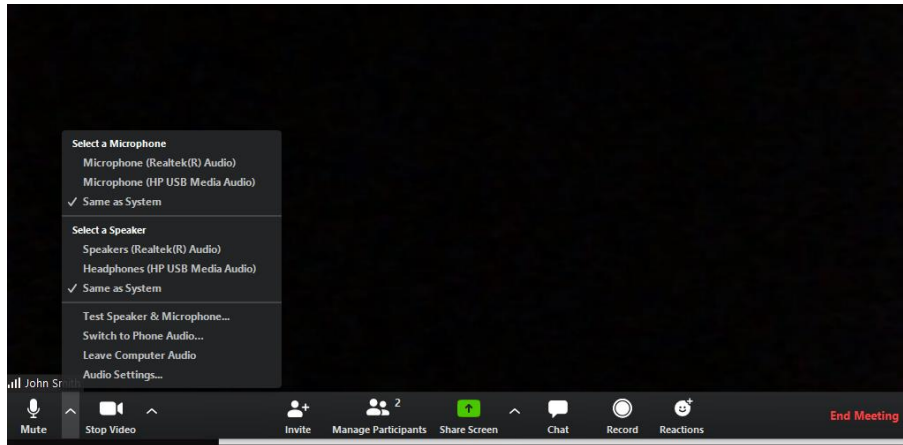 Select a Microphone
Microphone (Realtek(R) Audio)
Microphone (HP USB Media Audio)
✓ Same as System
Select a Speaker
Speakers (Realtek(R) Audio)
Headphones (HP USB Media Audio)
✓ Same as System
Test Speaker & Microphone...
Switch to Phone Audio...
Leave Computer Audio
Audio Settings...
John Smith
2
Mute
Stop Video
Invite
Manage Participants
Share Screen
Chat
Record
Reactions
End Meeting